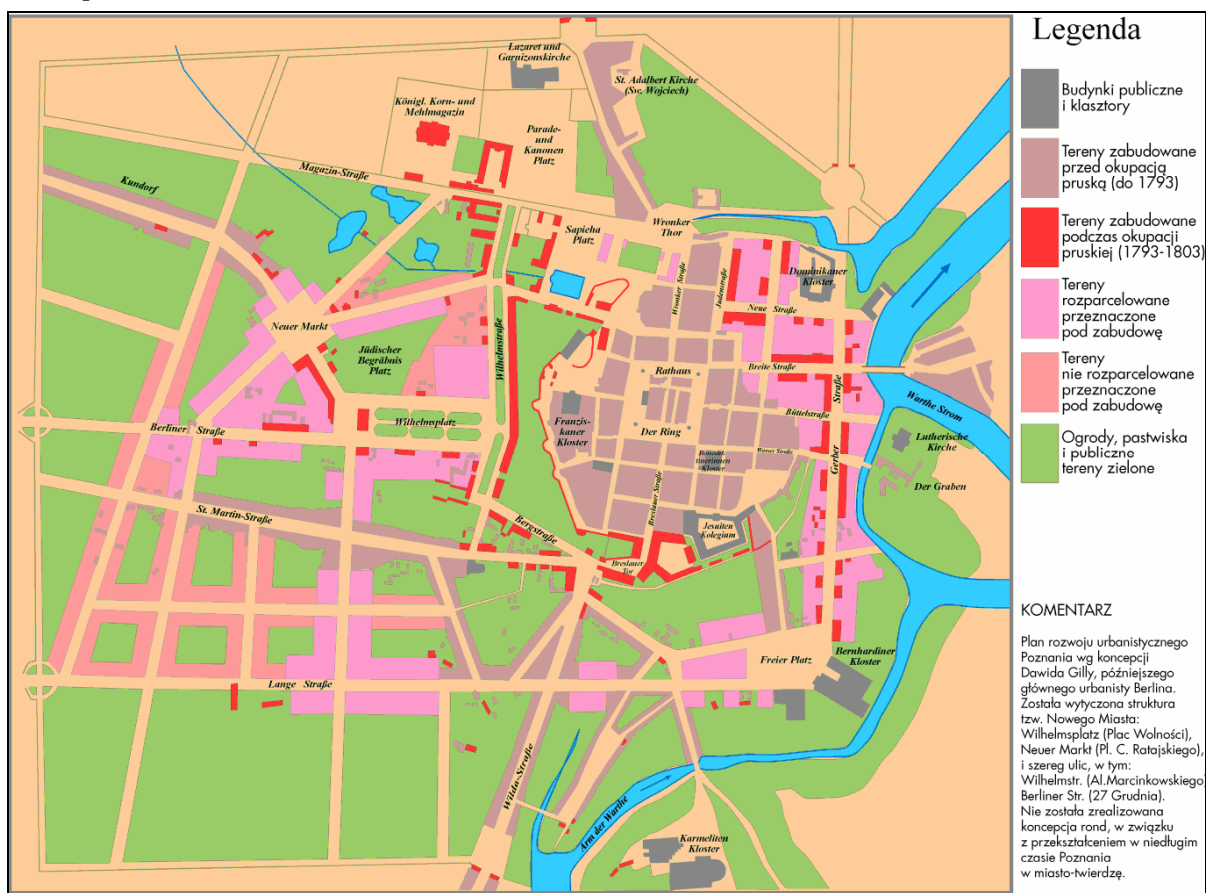 Lazaret und
Garnizonskirche
St. Adalbert Kirche
(Sw. Wojciech)
Königl. Korn- und
Mehlmagazin
Parade-
und
Kanonen
Platz
Magazin-Straße
Kundorf
Sapieha
Platz
Wronker
Thor
Dominikaner
Kloster
Wronker Straße
Judenstraße
Neue Straße
Neuer Markt
Jüdischer
Begräbnis
Platz
Wilhelmstraße
Rathaus
Breite Straße
Wilhelmsplatz
Berliner Straße
Franzis-
kaner
Kloster
Der Ring
Büttelstraße
Gerber Straße
Warthe Strom
Lutherische
Kirche
Der Graben
Kloster
St. Martin-Straße
Bergstraße
Breslauer Straße
Jesuiten
Kolegium
Breslauer
Tor
Freier Platz
Bernhardiner
Kloster
Lange Straße
Wilda-Straße
Arm der Warthe
Karmeliten
Kloster
Legenda
Budynki publiczne
i klasztory
Tereny zabudowane
przed okupacją
pruską (do 1793)
Tereny zabudowane
podczas okupacji
pruskiej (1793-1803)
Tereny
rozparcelowane
przeznaczone
pod zabudowę
Tereny
nie rozparcelowane
przeznaczone
pod zabudowę
Ogrody, pastwiska
i publiczne
tereny zielone
KOMENTARZ
Plan rozwoju urbanistycznego
Poznania wg koncepcji
Dawida Gilly, późniejszego
głównego urbanisty Berlina.
Została wytyczona struktura
tzw. Nowego Miasta:
Wilhelmsplatz (Plac Wolności),
Neuer Markt (Pl. C. Ratajskiego),
i szereg ulic, w tym:
Wilhelmstr. (Al.Marcinkowskiego)
Berliner Str. (27 Grudnia).
Nie została zrealizowana
koncepcja rond, w związku
z przekształceniem w niedługim
czasie Poznania
w miasto-twierdzę.